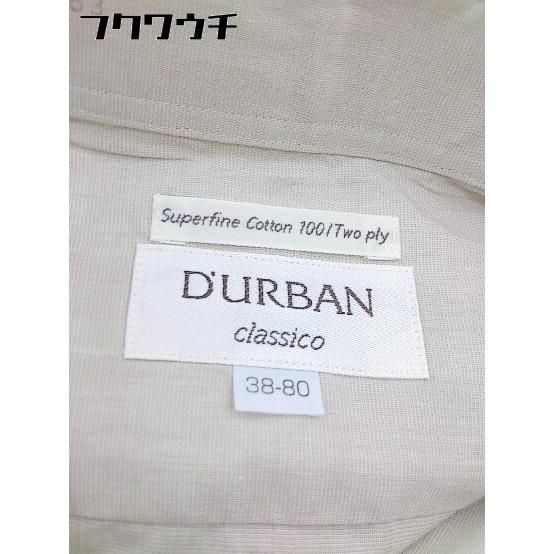 フクワウチ
Superfine Cotton 100/Two ply
D'URBAN
classico
38-80